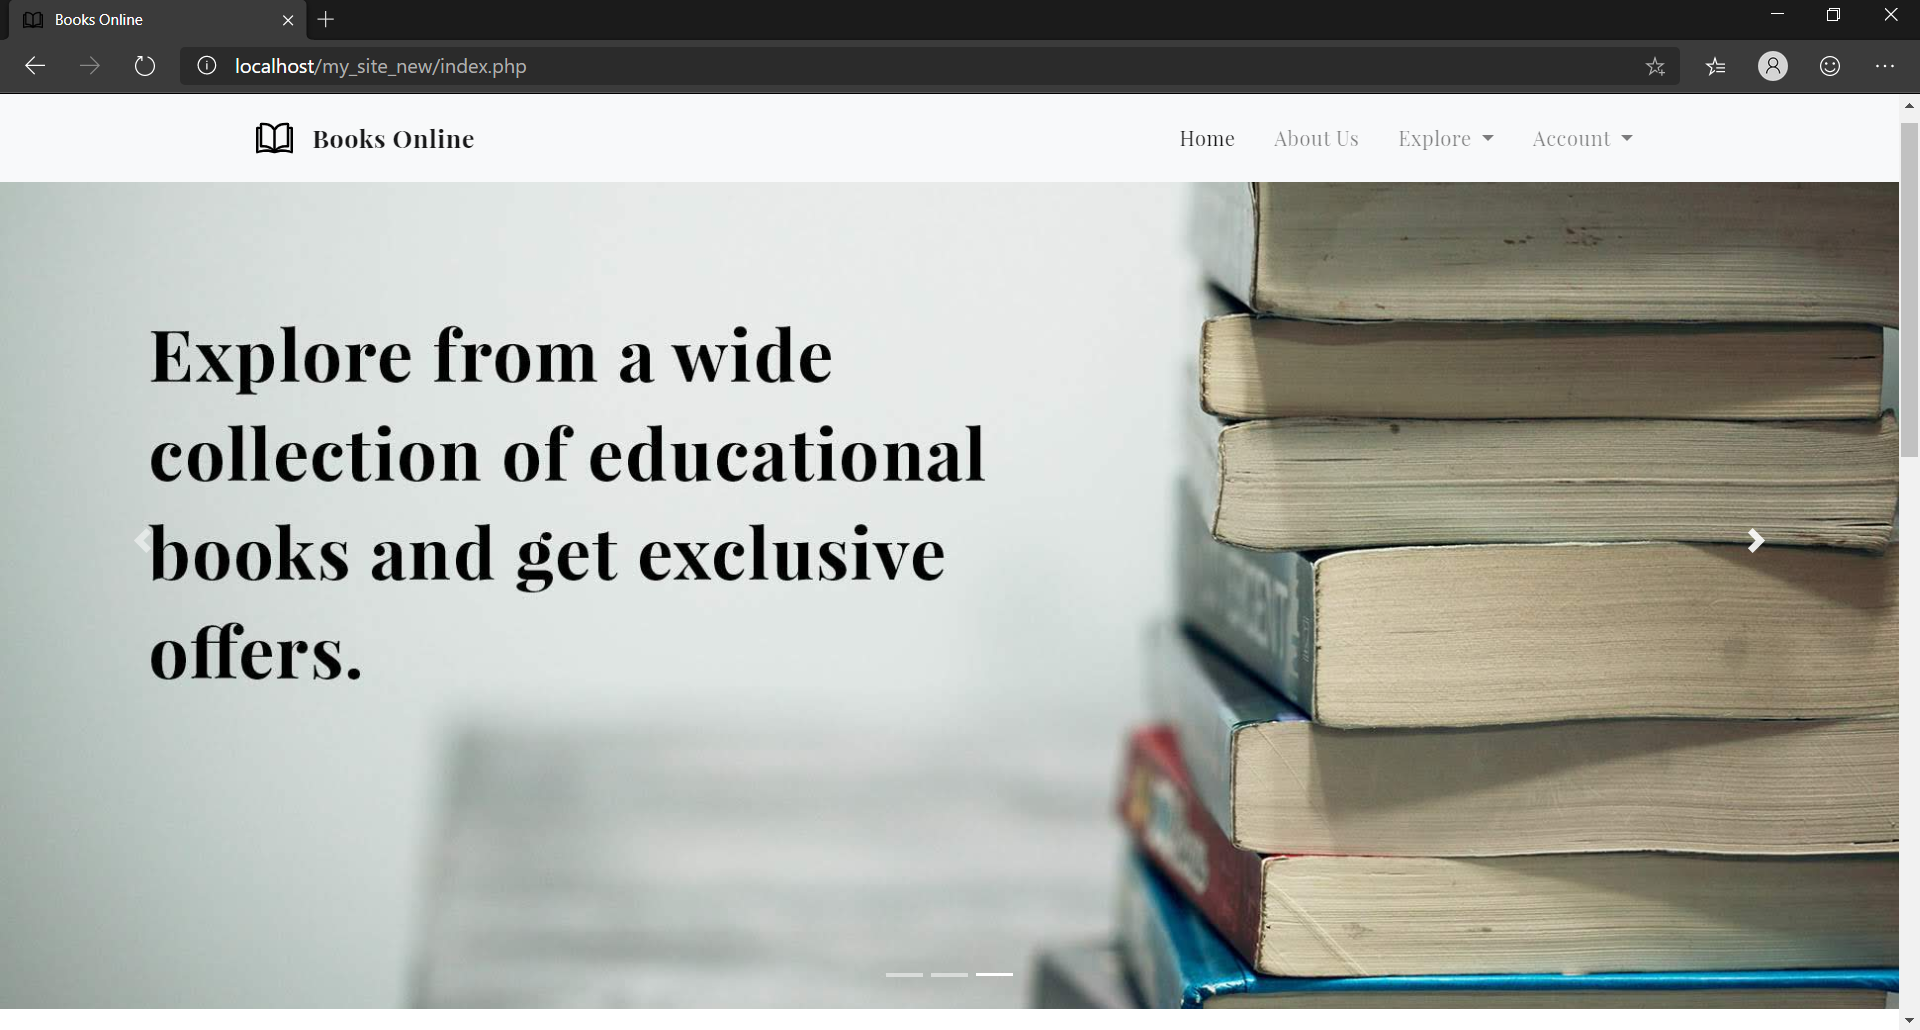 Books Online
localhost/my_site_new/index.php
Books Online
Home About Us Explore Account
Explore from a wide
collection of educational
books and get exclusive
offers.